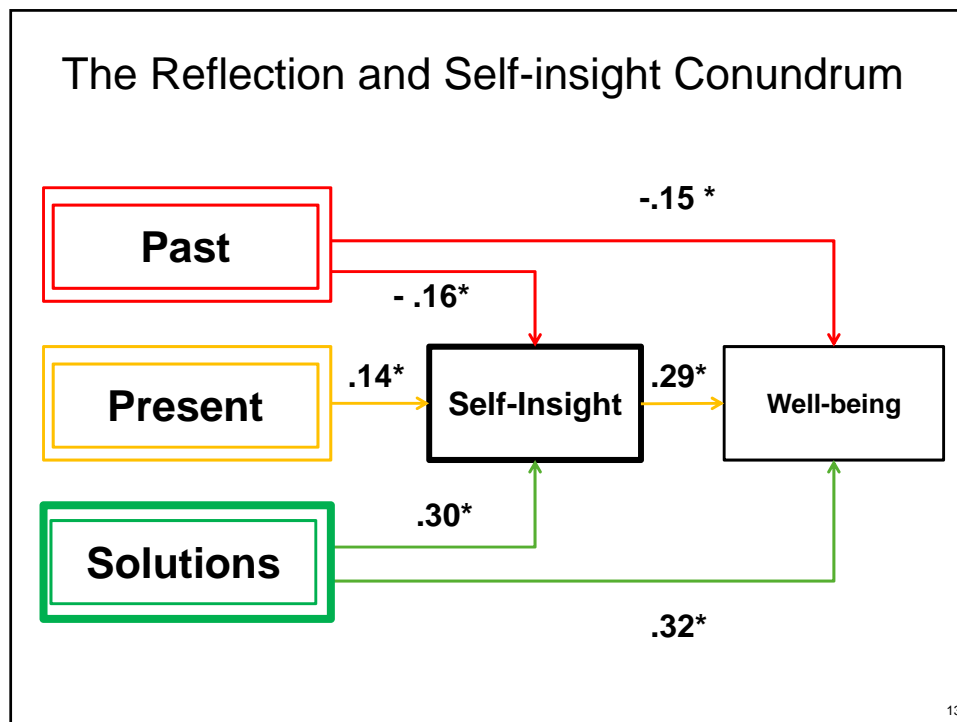 The Reflection and Self-insight Conundrum
-.15 *
Past
- .16*
.14*
.29*
Present
Self-Insight
Well-being
.30*
Solutions
.32*
13